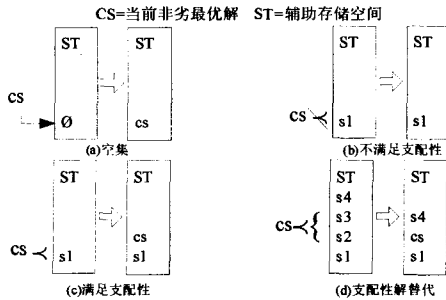 CS=当前非劣最优解 ST=辅助存储空间
ST ST ST ST
CS Ø cs CS s1 s1
(a)空集 (b)不满足支配性
ST ST ST ST
s4
s3 s4
CS s2 cs
CS s1 cs s1 s1 s1
(c)满足支配性 (d)支配性解替代